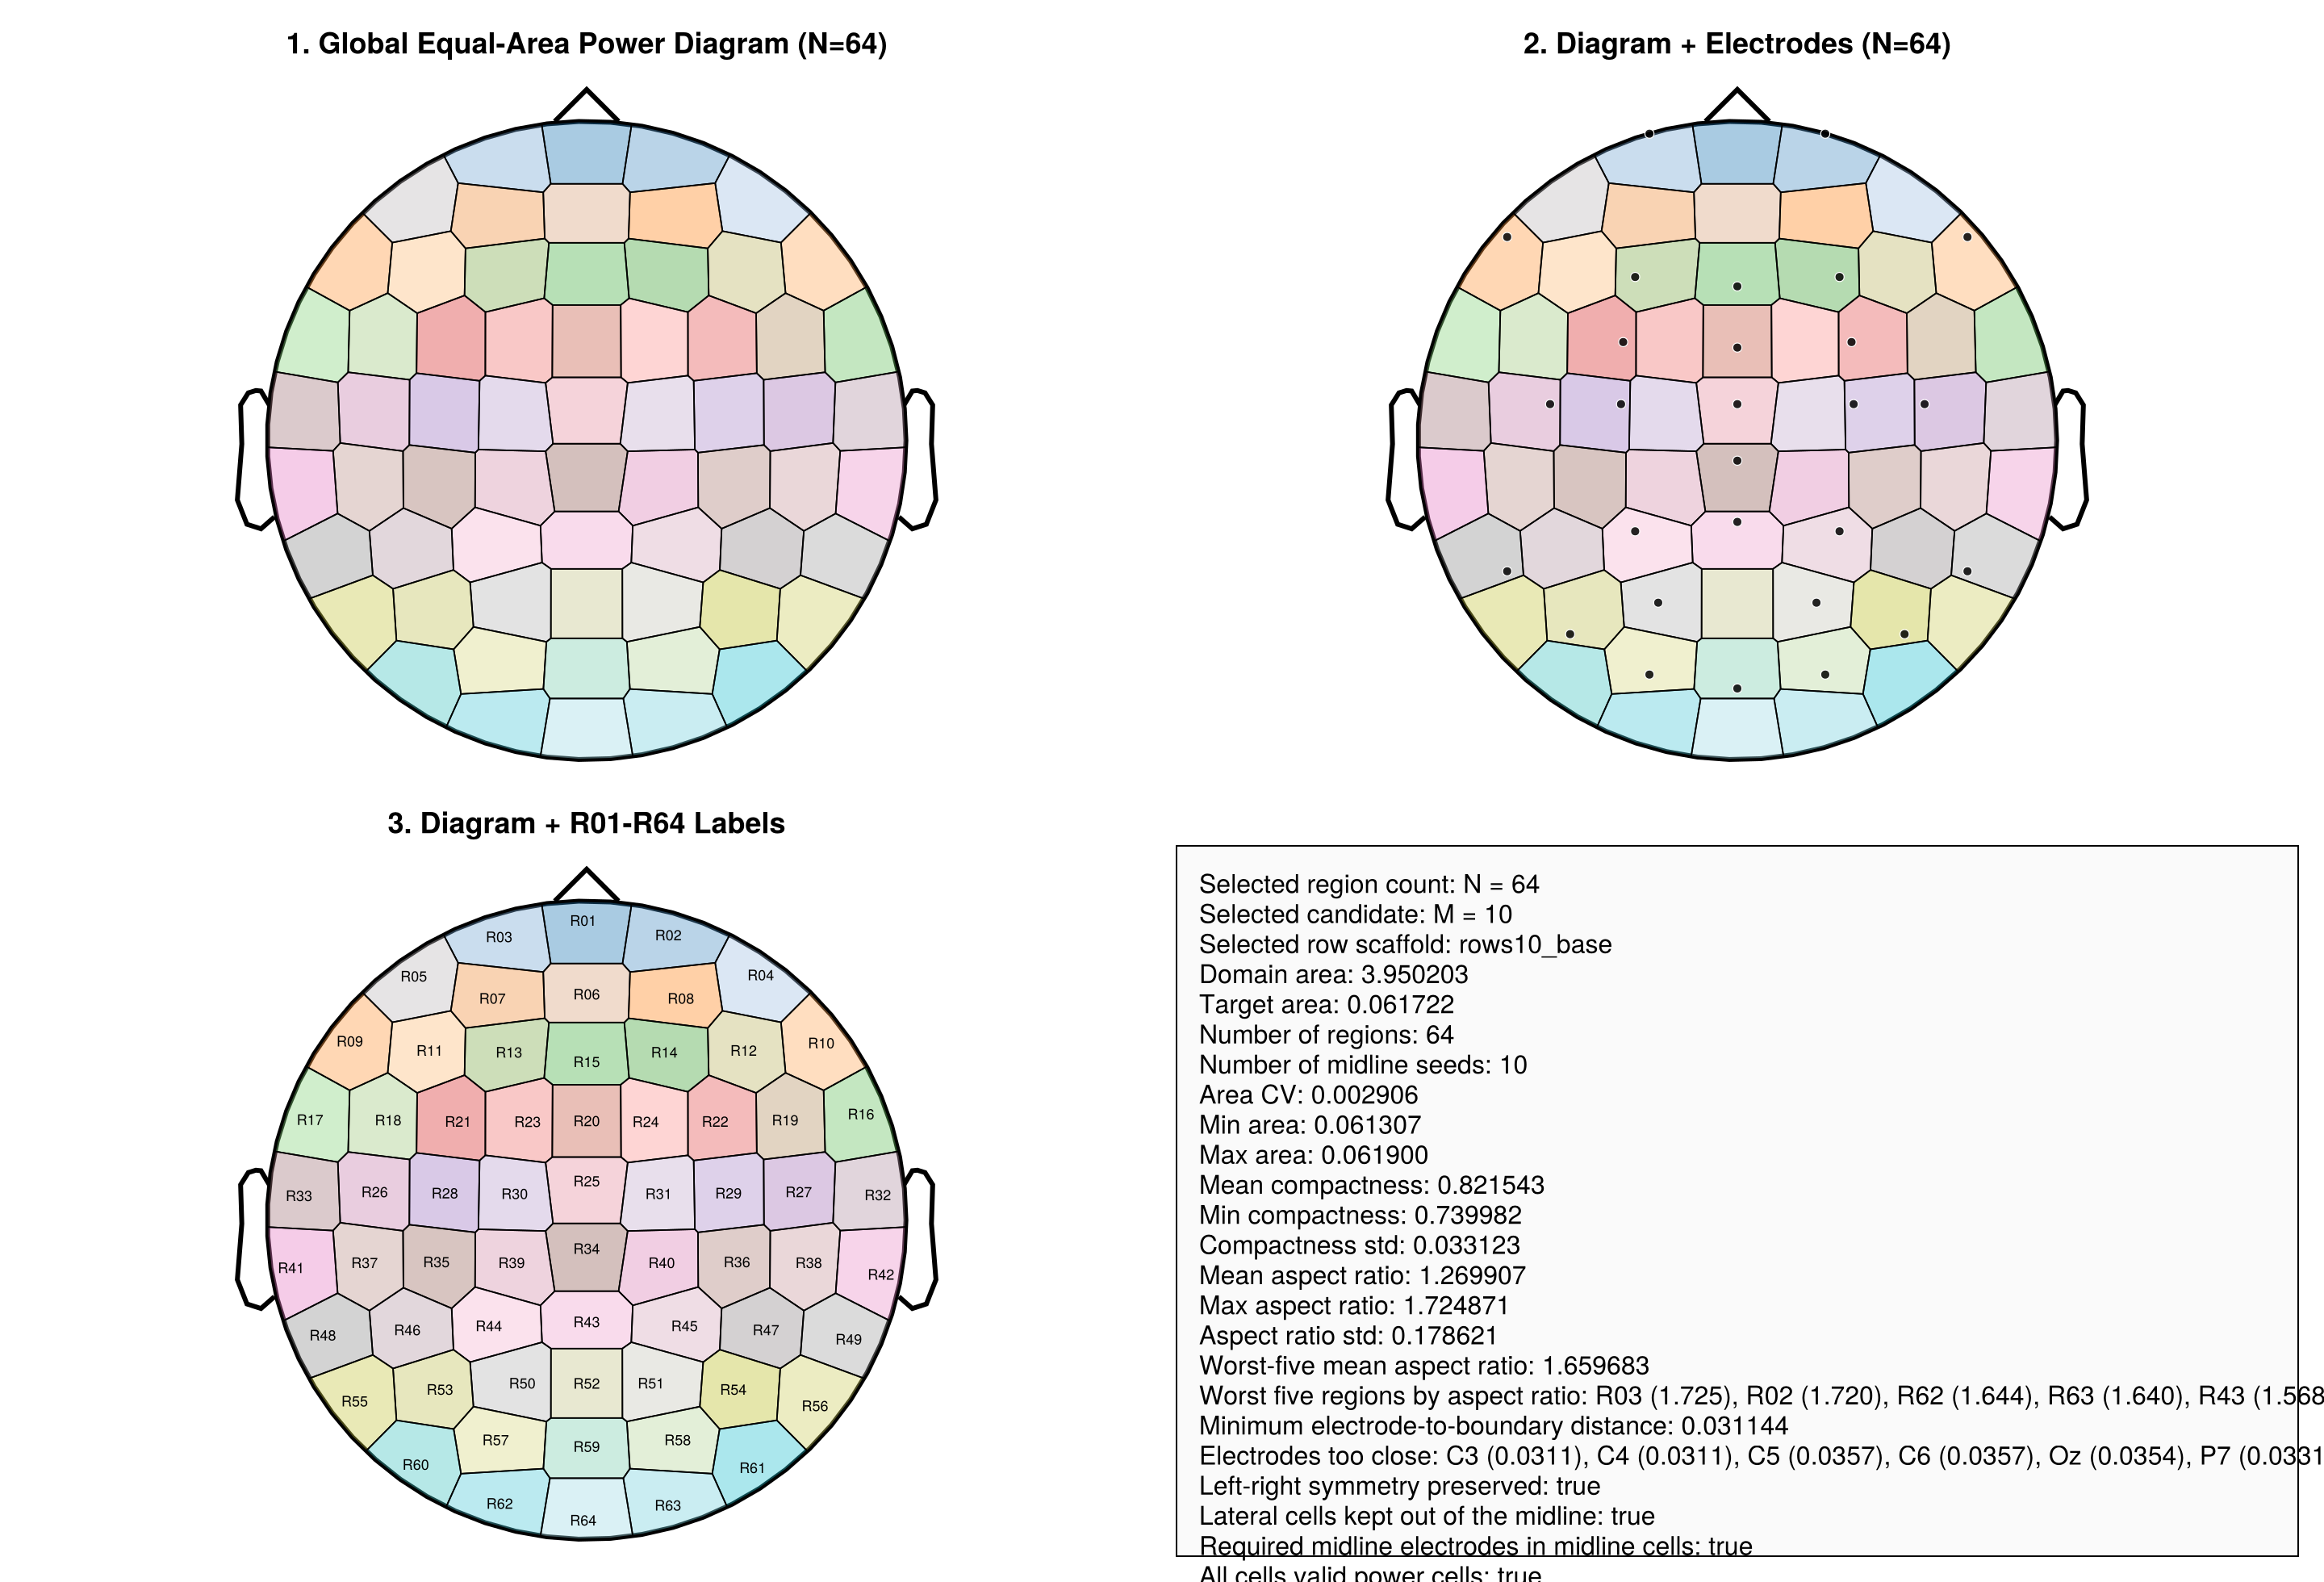 1. Global Equal-Area Power Diagram (N=64)
2. Diagram + Electrodes (N=64)
3. Diagram + R01-R64 Labels
R01
R03 R02
R05 R04
R07 R06 R08
R09 R11 R13 R15 R14 R12 R10
R17 R18 R21 R23 R20 R24 R22 R19 R16
R33 R26 R28 R30 R25 R31 R29 R27 R32
R41 R37 R35 R39 R34 R40 R36 R38 R42
R48 R46 R44 R43 R45 R47 R49
R55 R53 R50 R52 R51 R54 R56
R57 R59 R58
R60 R61
R62 R64 R63
Selected region count: N = 64
Selected candidate: M = 10
Selected row scaffold: rows10_base
Domain area: 3.950203
Target area: 0.061722
Number of regions: 64
Number of midline seeds: 10
Area CV: 0.002906
Min area: 0.061307
Max area: 0.061900
Mean compactness: 0.821543
Min compactness: 0.739982
Compactness std: 0.033123
Mean aspect ratio: 1.269907
Max aspect ratio: 1.724871
Aspect ratio std: 0.178621
Worst-five mean aspect ratio: 1.659683
Worst five regions by aspect ratio: R03 (1.725), R02 (1.720), R62 (1.644), R63 (1.640), R43 (1.568
Minimum electrode-to-boundary distance: 0.031144
Electrodes too close: C3 (0.0311), C4 (0.0311), C5 (0.0357), C6 (0.0357), Oz (0.0354), P7 (0.0331
Left-right symmetry preserved: true
Lateral cells kept out of the midline: true
Required midline electrodes in midline cells: true
All cells valid power cells: true